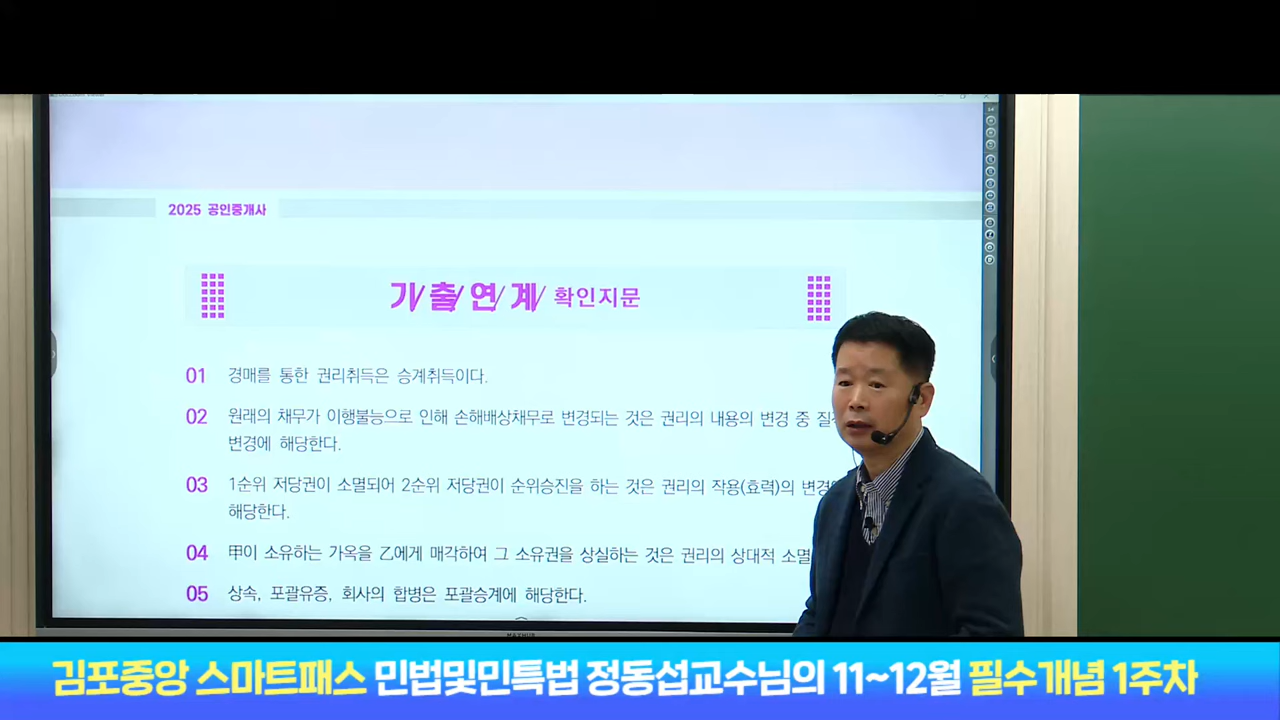 2025 공인중개사
기/출/연/계/ 확인지문
01 경매를 통한 권리취득은 승계취득이다.
02 원래의 채무가 이행불능으로 인해 손해배상채무로 변경되는 것은 권리의 내용의 변경 중
변경에 해당한다.
03 1순위 저당권이 소멸되어 2순위 저당권이 순위승진을 하는 것은 권리의 작용(효력)의
해당한다.
04 甲이 소유하는 가옥을 乙에게 매각하여 그 소유권을 상실하는 것은 권리의 상대적
05 상속, 포괄유증, 회사의 합병은 포괄승계에 해당한다.
김포중앙 스마트패스 민법및민특법 정동섭교수님의 11~12월 필수개념 1주차